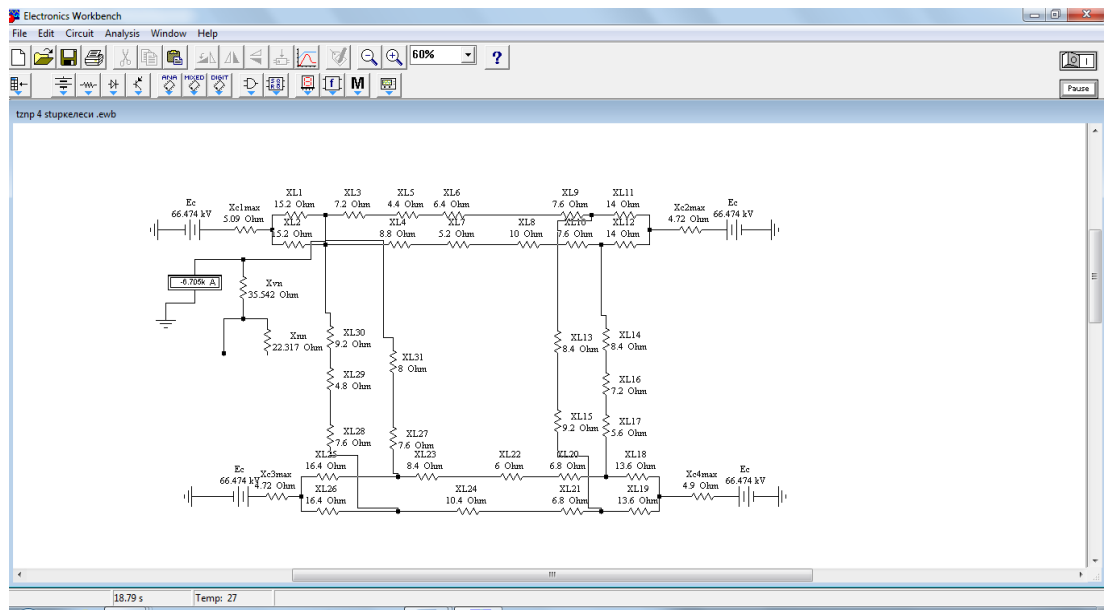 Electronics Workbench
File Edit Circuit Analysis Window Help
60%
ANA MIXED DIGIT
M
Pause
tznp 4 stupкелеси .ewb
XL1
15.2 Ohm
XL3
7.2 Ohm
XL5
4.4 Ohm
XL6
6.4 Ohm
XL9
7.6 Ohm
XL11
14 Ohm
Ec
66.474 kV
Xc1max
5.09 Ohm
Xc2max
4.72 Ohm
Ec
66.474 kV
XL2
15.2 Ohm
XL4
8.8 Ohm
XL7
5.2 Ohm
XL8
10 Ohm
XL10
7.6 Ohm
XL12
14 Ohm
-6.705k A
Xvn
35.542 Ohm
Xnn
22.317 Ohm
XL30
9.2 Ohm
XL31
8 Ohm
XL13
8.4 Ohm
XL14
8.4 Ohm
XL29
4.8 Ohm
XL16
7.2 Ohm
XL28
7.6 Ohm
XL27
7.6 Ohm
XL15
9.2 Ohm
XL17
5.6 Ohm
XL25
16.4 Ohm
XL23
8.4 Ohm
XL22
6 Ohm
XL20
6.8 Ohm
XL18
13.6 Ohm
Ec
66.474 kV
Xc3max
4.72 Ohm
Xc4max
4.9 Ohm
Ec
66.474 kV
XL26
16.4 Ohm
XL24
10.4 Ohm
XL21
6.8 Ohm
XL19
13.6 Ohm
18.79 s
Temp: 27